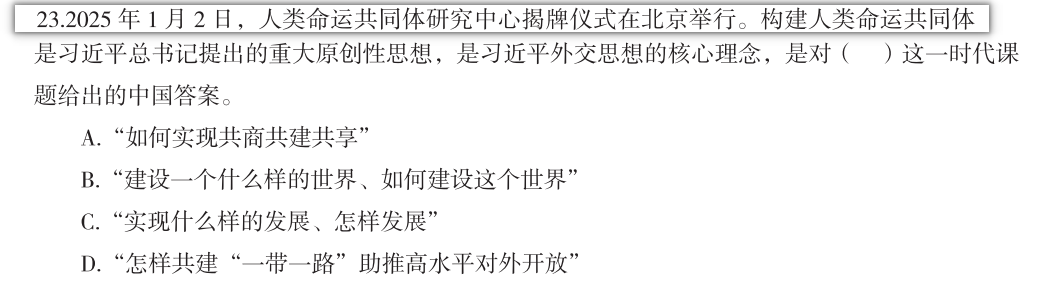 23.2025 年 1 月 2 日，人类命运共同体研究中心揭牌仪式在北京举行。构建人类命运共同体
是习近平总书记提出的重大原创性思想，是习近平外交思想的核心理念，是对（　）这一时代课
题给出的中国答案。
A. “如何实现共商共建共享”
B. “建设一个什么样的世界、如何建设这个世界”
C. “实现什么样的发展、怎样发展”
D. “怎样共建“一带一路”助推高水平对外开放”